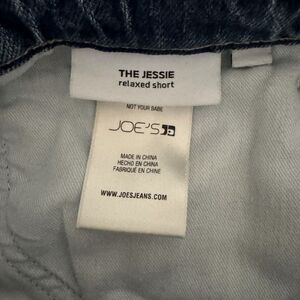 THE JESSIE
relaxed short
NOT YOUR BABE
JOE'S
MADE IN CHINA
HECHO EN CHINA
FABRIQUÉ EN CHINE
WWW.JOESJEANS.COM